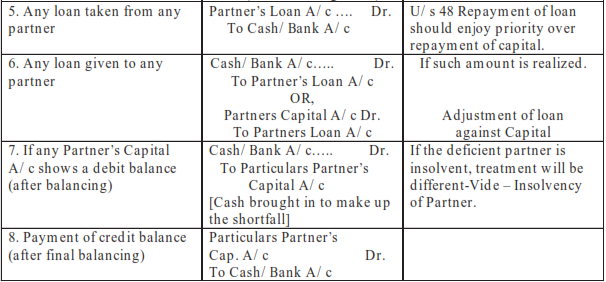 5. Any loan taken from any
partner
Partner's Loan A/ c .... Dr.
To Cash/ Bank A/ c
U/ s 48 Repayment of loan
should enjoy priority over
repayment of capital.
6. Any loan given to any
partner
Cash/ Bank A/ c..... Dr.
To Partner's Loan A/ c
OR,
Partners Capital A/ c Dr.
To Partners Loan A/ c
If such amount is realized.
Adjustment of loan
against Capital
7. If any Partner's Capital
A/ c shows a debit balance
(after balancing)
Cash/ Bank A/ c..... Dr.
To Particulars Partner's
Capital A/ c
[Cash brought in to make up
the shortfall]
If the deficient partner is
insolvent, treatment will be
different-Vide – Insolvency
of Partner.
8. Payment of credit balance
(after final balancing)
Particulars Partner's
Cap. A/ c Dr.
To Cash/ Bank A/ c